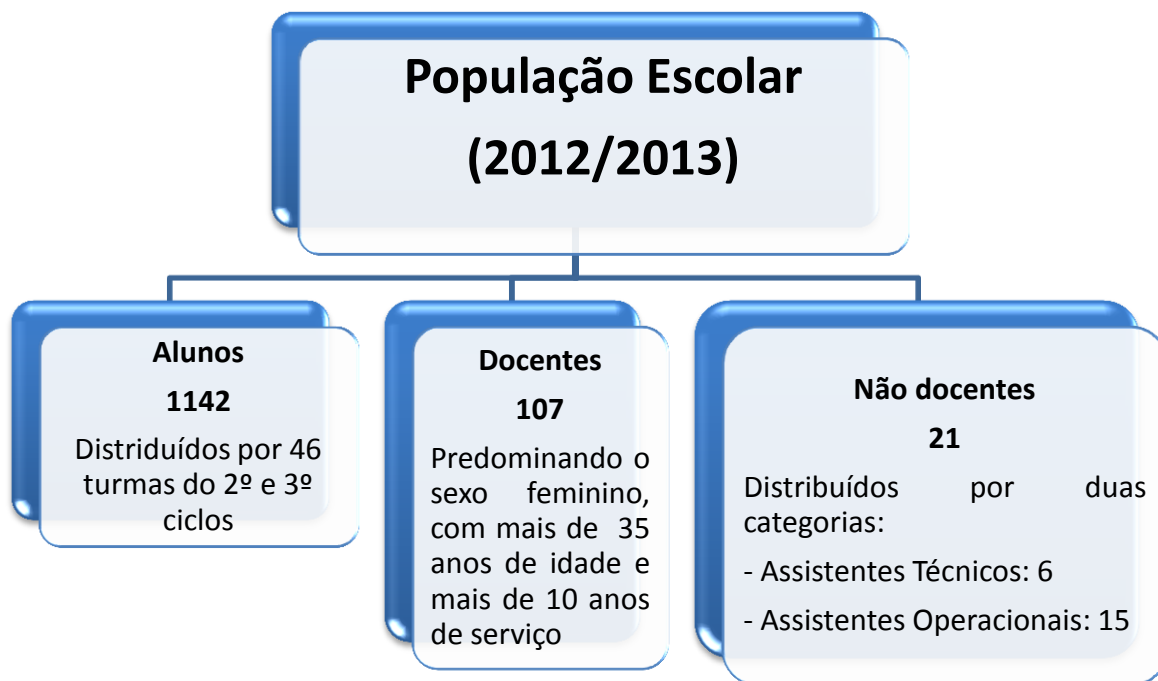 População Escolar
(2012/2013)
Alunos
1142
Distriduídos por 46
turmas do 2º e 3º
ciclos
Docentes
107
Predominando o
sexo feminino,
com mais de 35
anos de idade e
mais de 10 anos
de serviço
Não docentes
21
Distribuídos por duas
categorias:
- Assistentes Técnicos: 6
- Assistentes Operacionais: 15